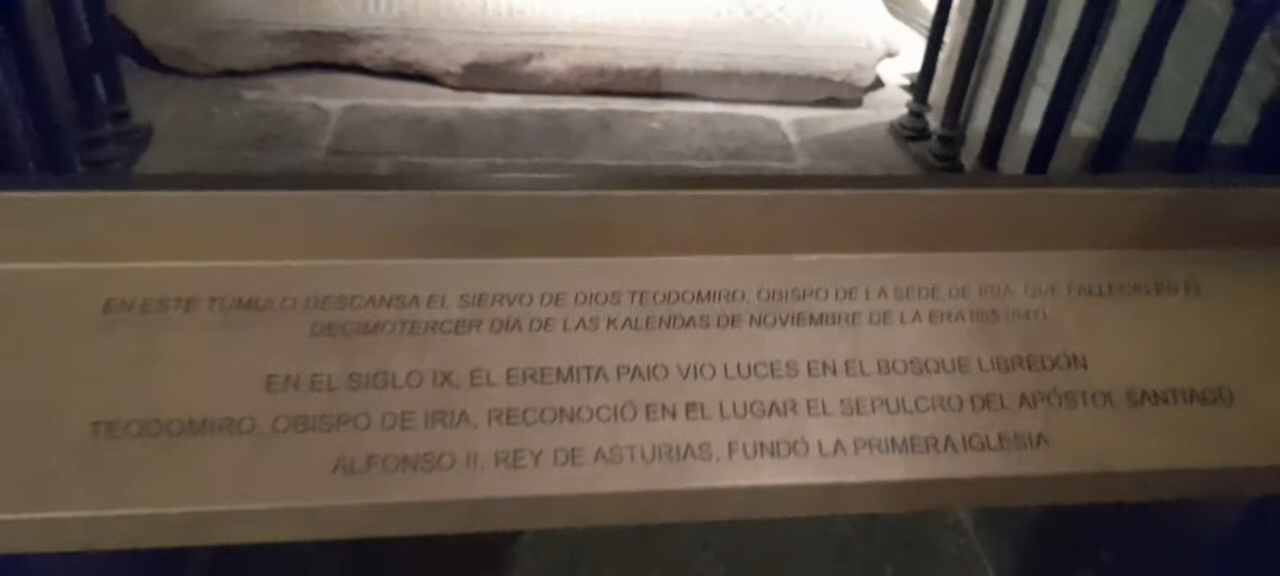 EN ESTE TÚMULO DESCANSA EL SIERVO DE DIOS TEODOMIRO, OBISPO DE LA SEDE DE IRIA, QUE FALLECIÓ EN EL
DECIMOTERCER DÍA DE LAS KALENDAS DE NOVIEMBRE DE LA ERA 885 (847)
EN EL SIGLO IX, EL EREMITA PAIO VIO LUCES EN EL BOSQUE LIBREDÓN
TEODOMIRO, OBISPO DE IRIA, RECONOCIÓ EN EL LUGAR EL SEPULCRO DEL APÓSTOL SANTIAGO
ALFONSO II, REY DE ASTURIAS, FUNDÓ LA PRIMERA IGLESIA